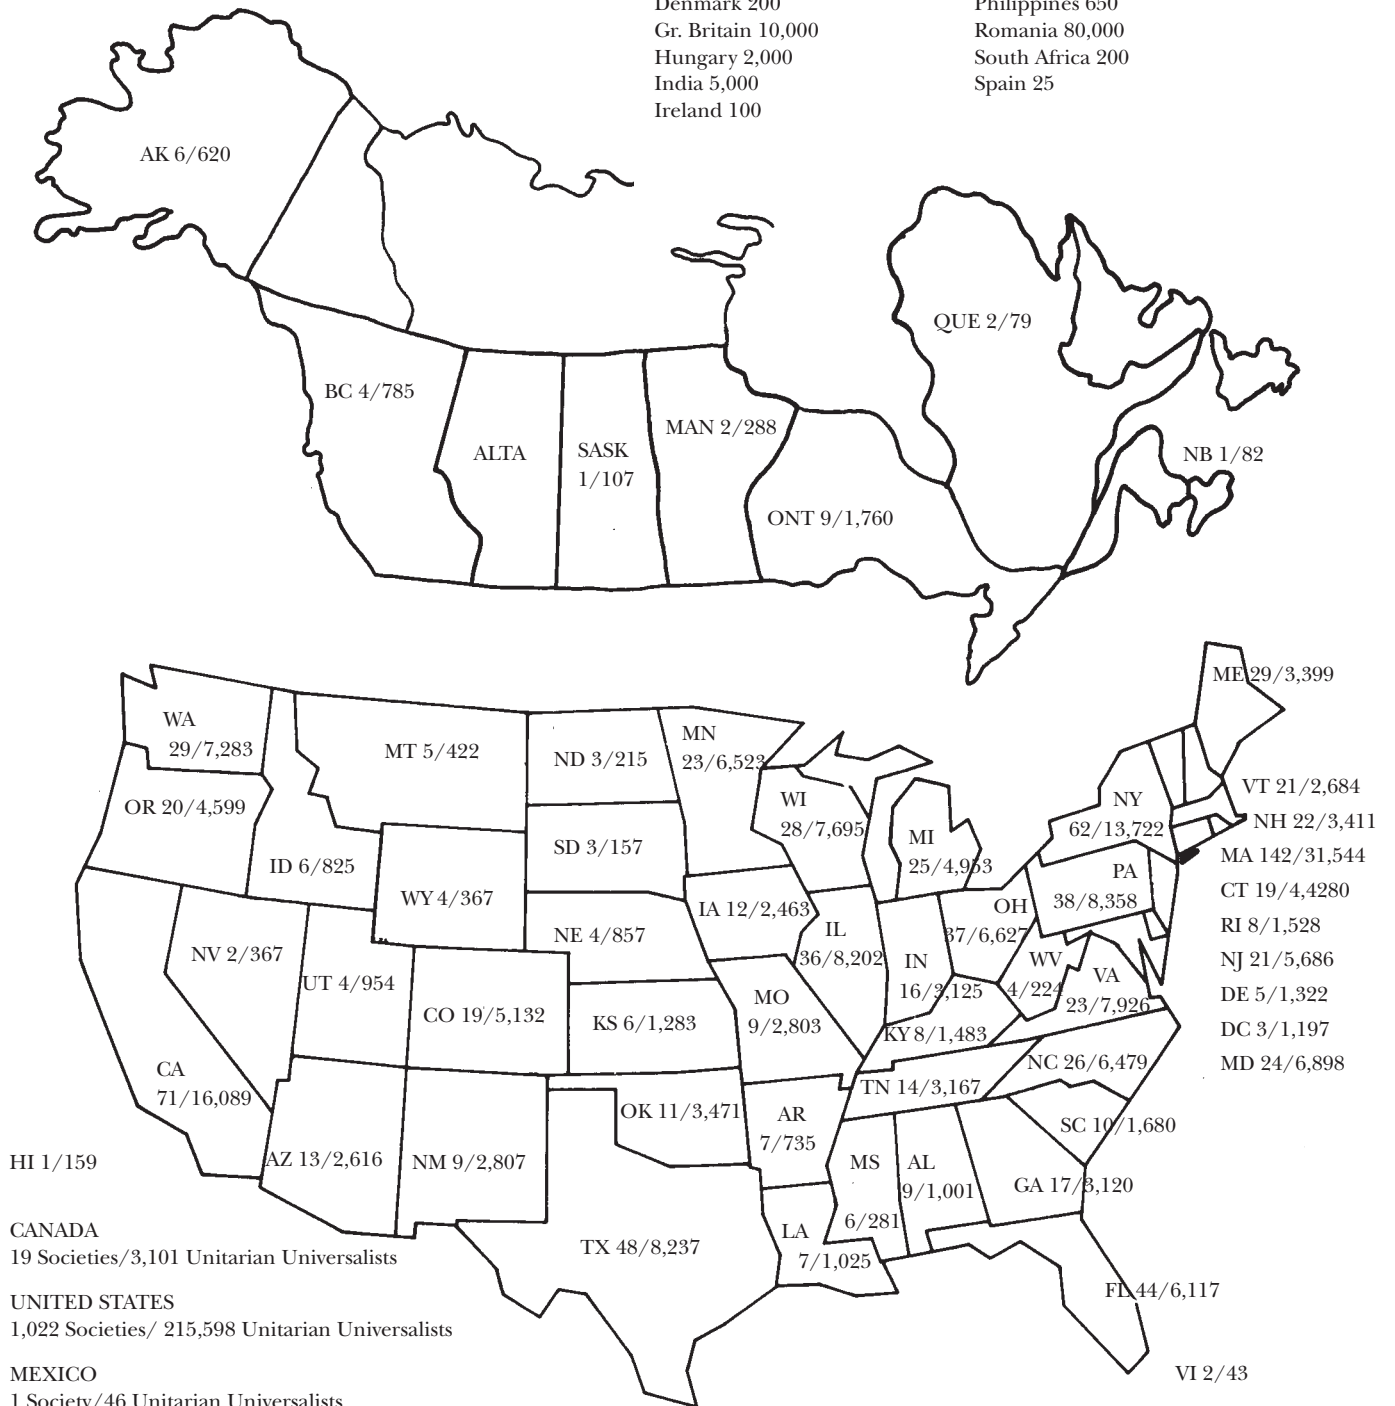 Denmark 200
Gr. Britain 10,000
Hungary 2,000
India 5,000
Ireland 100
Philippines 650
Romania 80,000
South Africa 200
Spain 25
AK 6/620
QUE 2/79
BC 4/785
MAN 2/288
ALTA
SASK
1/107
NB 1/82
ONT 9/1,760
ME 29/3,399
WA
29/7,283
MT 5/422
ND 3/215
MN
23/6,523
OR 20/4,599
WI
28/7,695
NY
62/13,722
VT 21/2,684
NH 22/3,411
MA 142/31,544
CT 19/4,4280
RI 8/1,528
NJ 21/5,686
DE 5/1,322
DC 3/1,197
MD 24/6,898
ID 6/825
SD 3/157
MI
25/4,953
WY 4/367
PA
38/8,358
IA 12/2,463
OH
37/6,627
NV 2/367
NE 4/857
IL
36/8,202
UT 4/954
IN
16/3,125
WV
4/224
VA
23/7,926
CO 19/5,132
KS 6/1,283
MO
9/2,803
KY 8/1,483
CA
71/16,089
NC 26/6,479
TN 14/3,167
OK 11/3,471
AR
7/735
SC 10/1,680
AZ 13/2,616
NM 9/2,807
MS
6/281
AL
9/1,001
GA 17/3,120
TX 48/8,237
LA
7/1,025
FL 44/6,117
VI 2/43
HI 1/159
CANADA
19 Societies/3,101 Unitarian Universalists
UNITED STATES
1,022 Societies/ 215,598 Unitarian Universalists
MEXICO
1 Society/46 Unitarian Universalists